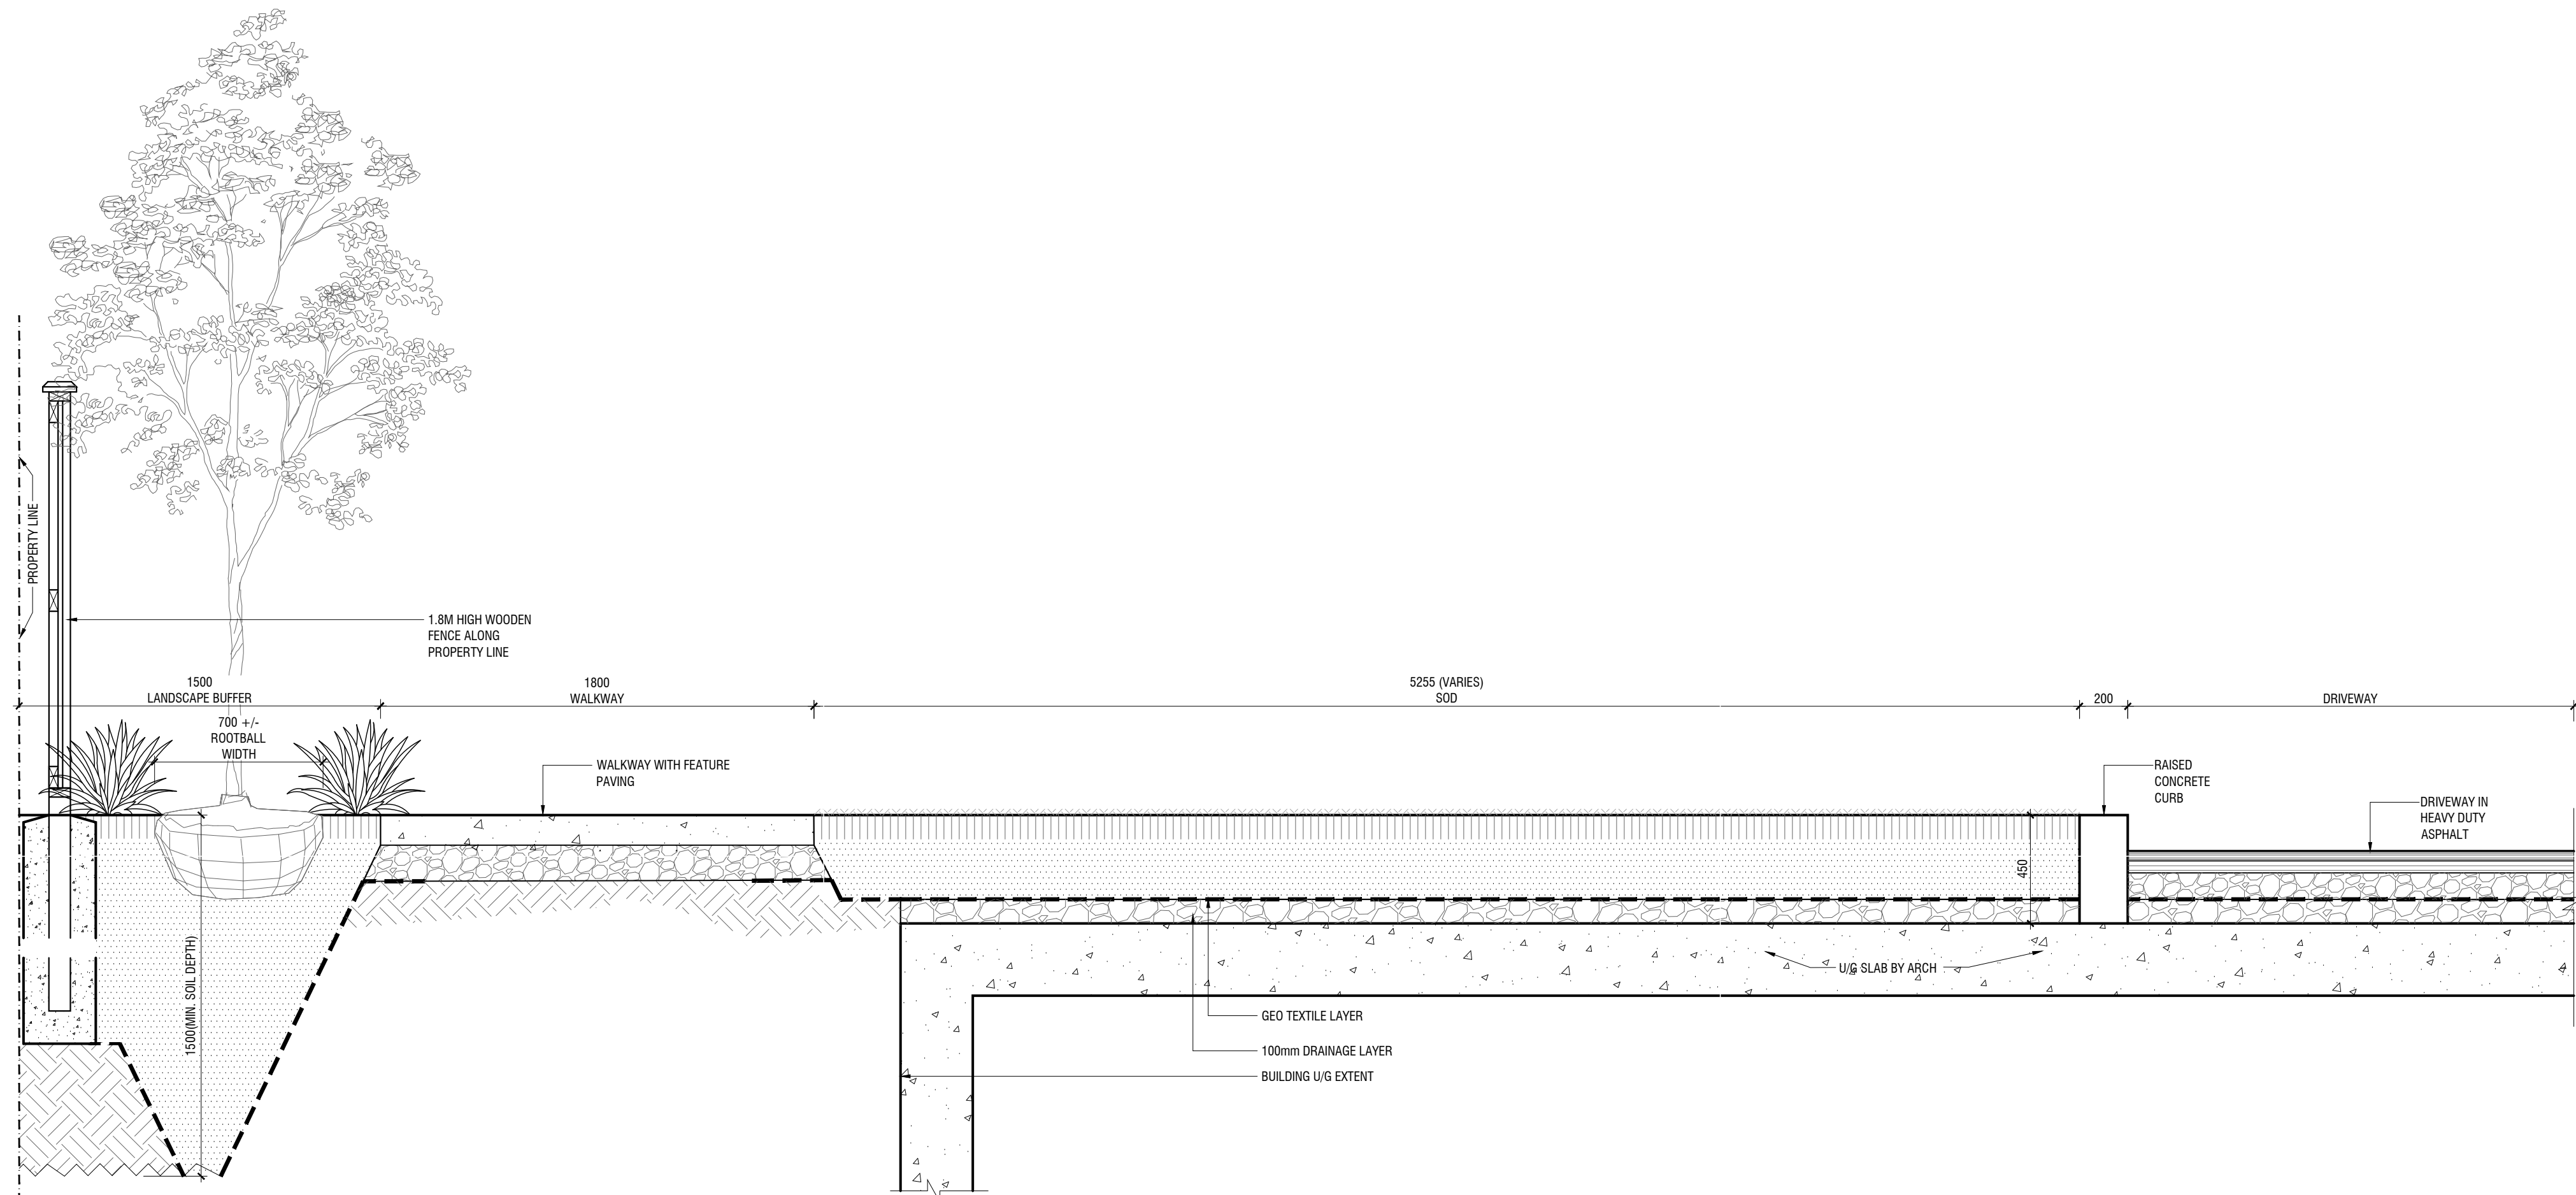 PROPERTY LINE
1.8M HIGH WOODEN
FENCE ALONG
PROPERTY LINE
1500
LANDSCAPE BUFFER
1800
WALKWAY
5255 (VARIES)
SOD
200
DRIVEWAY
700 +/-
ROOTBALL
WIDTH
WALKWAY WITH FEATURE
PAVING
RAISED
CONCRETE
CURB
DRIVEWAY IN
HEAVY DUTY
ASPHALT
450
1500(MIN. SOIL DEPTH)
U/G SLAB BY ARCH
GEO TEXTILE LAYER
100mm DRAINAGE LAYER
BUILDING U/G EXTENT